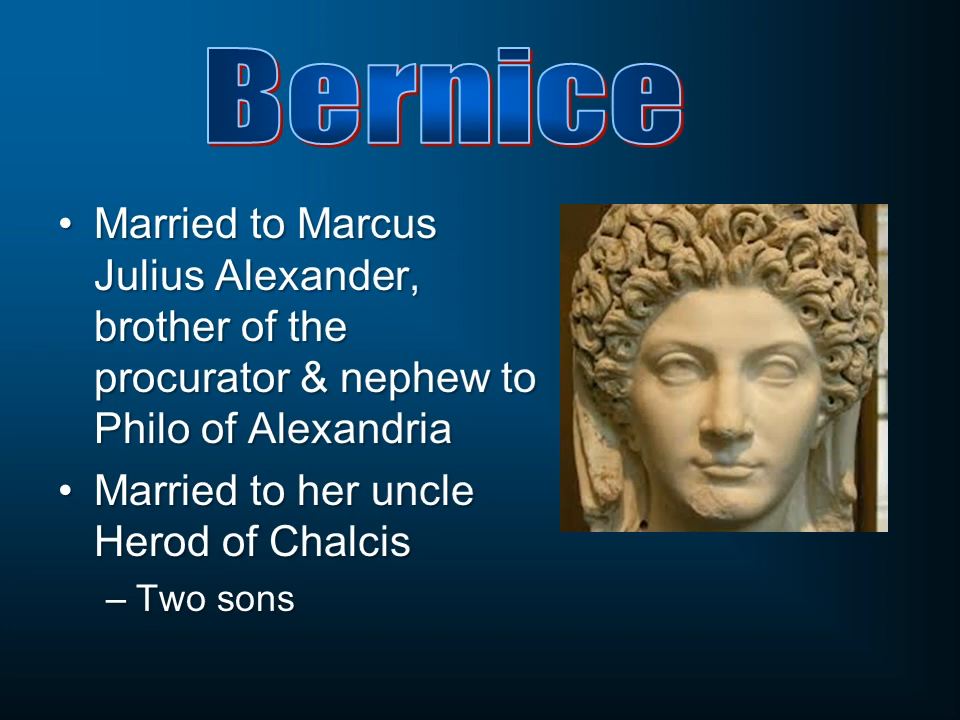 Bernice
• Married to Marcus
Julius Alexander,
brother of the
procurator & nephew to
Philo of Alexandria
• Married to her uncle
Herod of Chalcis
– Two sons